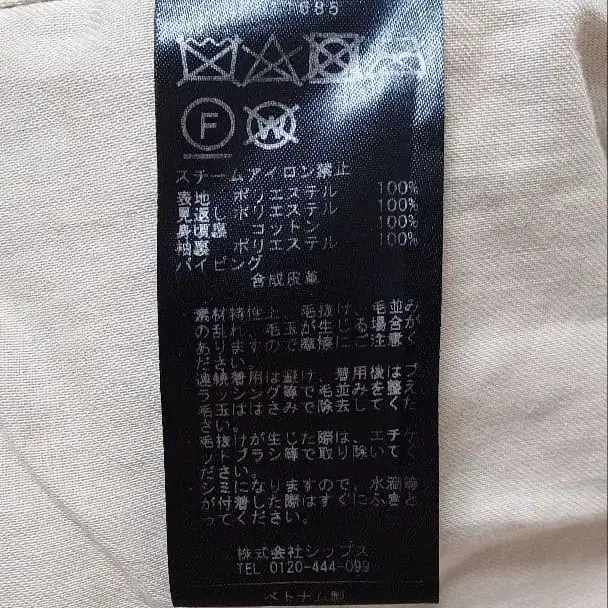 085
F
W
スチームアイロン禁止
表地 ポリエステル 100%
見返し ポリエステル 100%
身頃裏 コットン 100%
袖裏 ポリエステル 100%
パイピング
合成皮革
・素材特性上、毛抜け、毛並み
の乱れ、毛玉が生じる場合が
ありますので摩擦にご注意く
ださい。
・連続着用は避け、着用後はブ
ラッシング等で毛並みを整え
毛玉ははさみで除去してくだ
さい。
・毛抜けが生じた際は、エチケ
ットブラシ等で取り除いてく
ださい。
・シミになりますので、水滴等
が付着した際はすぐにふきと
ってください。
株式会社シップス
TEL 0120-444-099
ベトナム製